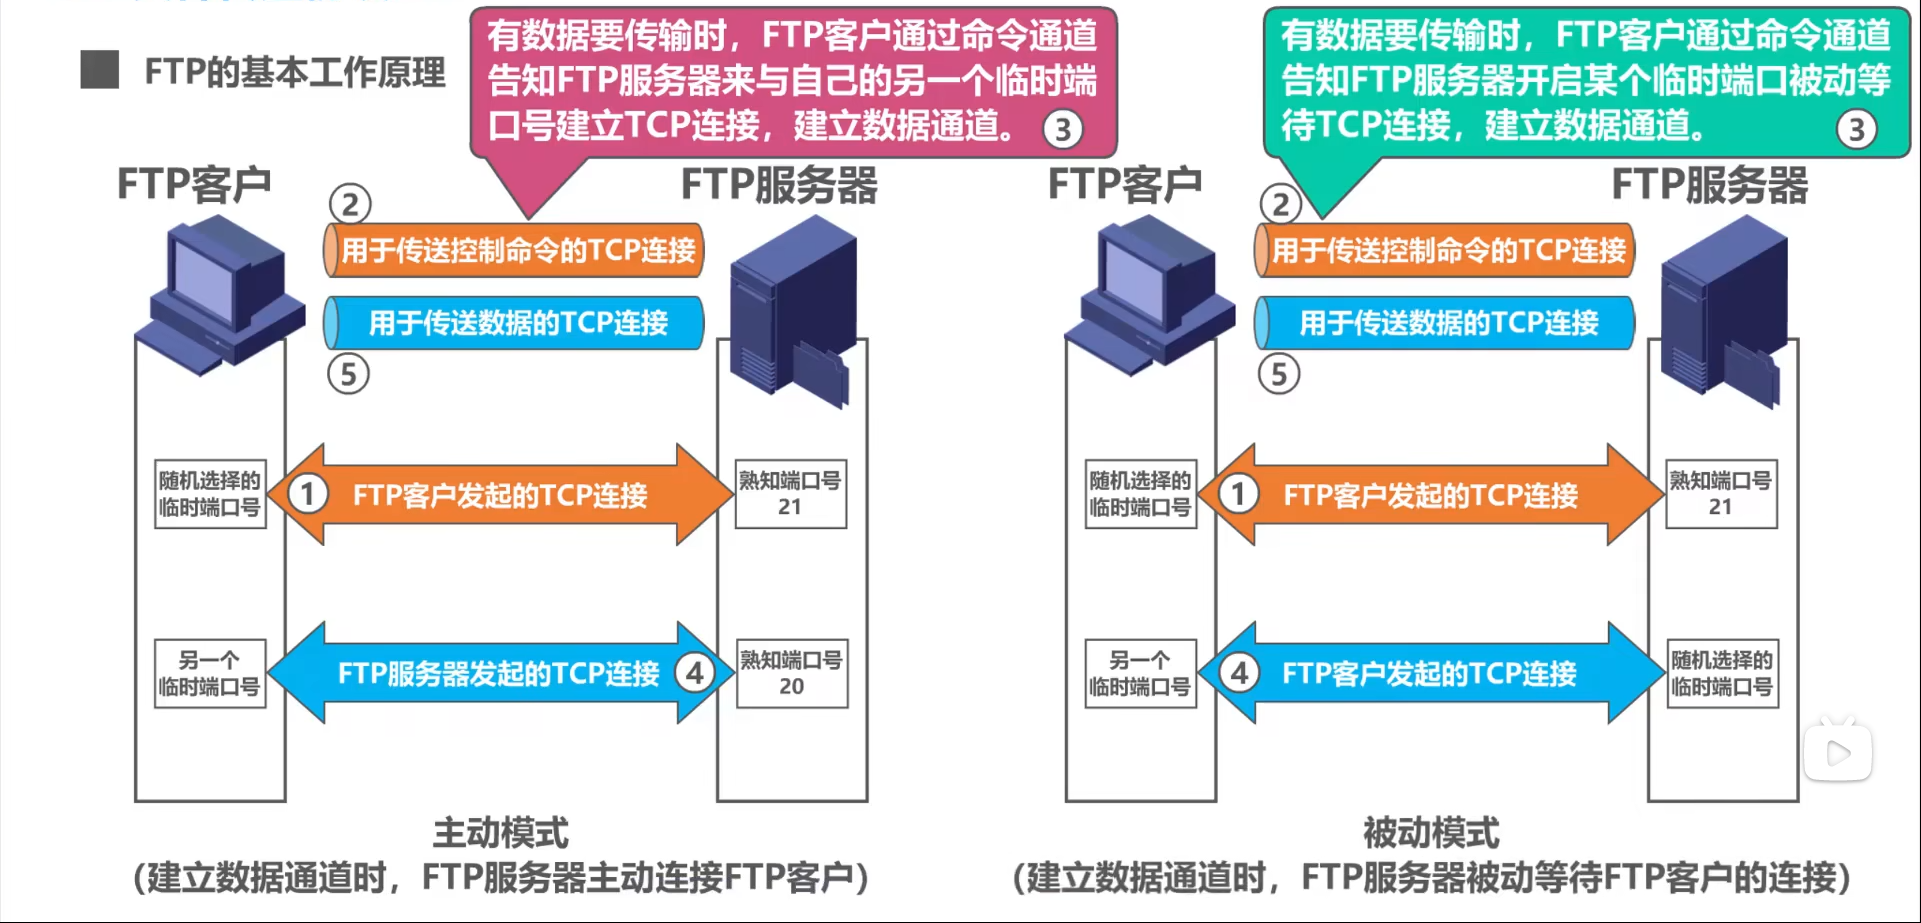 FTP的基本工作原理
有数据要传输时，FTP客户通过命令通道
告知FTP服务器来与自己的另一个临时端
口号建立TCP连接，建立数据通道。 ③
FTP客户
FTP服务器
②
用于传送控制命令的TCP连接
用于传送数据的TCP连接
⑤
随机选择的
临时端口号
① FTP客户发起的TCP连接
熟知端口号
21
另一个
临时端口号
FTP服务器发起的TCP连接 ④
熟知端口号
20
主动模式
（建立数据通道时，FTP服务器主动连接FTP客户）
有数据要传输时，FTP客户通过命令通道
告知FTP服务器开启某个临时端口被动等
待TCP连接，建立数据通道。 ③
FTP客户
FTP服务器
②
用于传送控制命令的TCP连接
用于传送数据的TCP连接
⑤
随机选择的
临时端口号
① FTP客户发起的TCP连接
熟知端口号
21
另一个
临时端口号
④ FTP客户发起的TCP连接
随机选择的
临时端口号
被动模式
（建立数据通道时，FTP服务器被动等待FTP客户的连接）